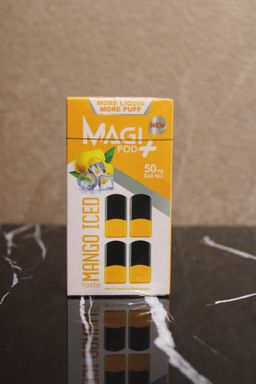 MORE LIQUID
MORE PUFF
MAGI+
NEW
POD
50mg
Salt Nic
MANGO ICED
taste